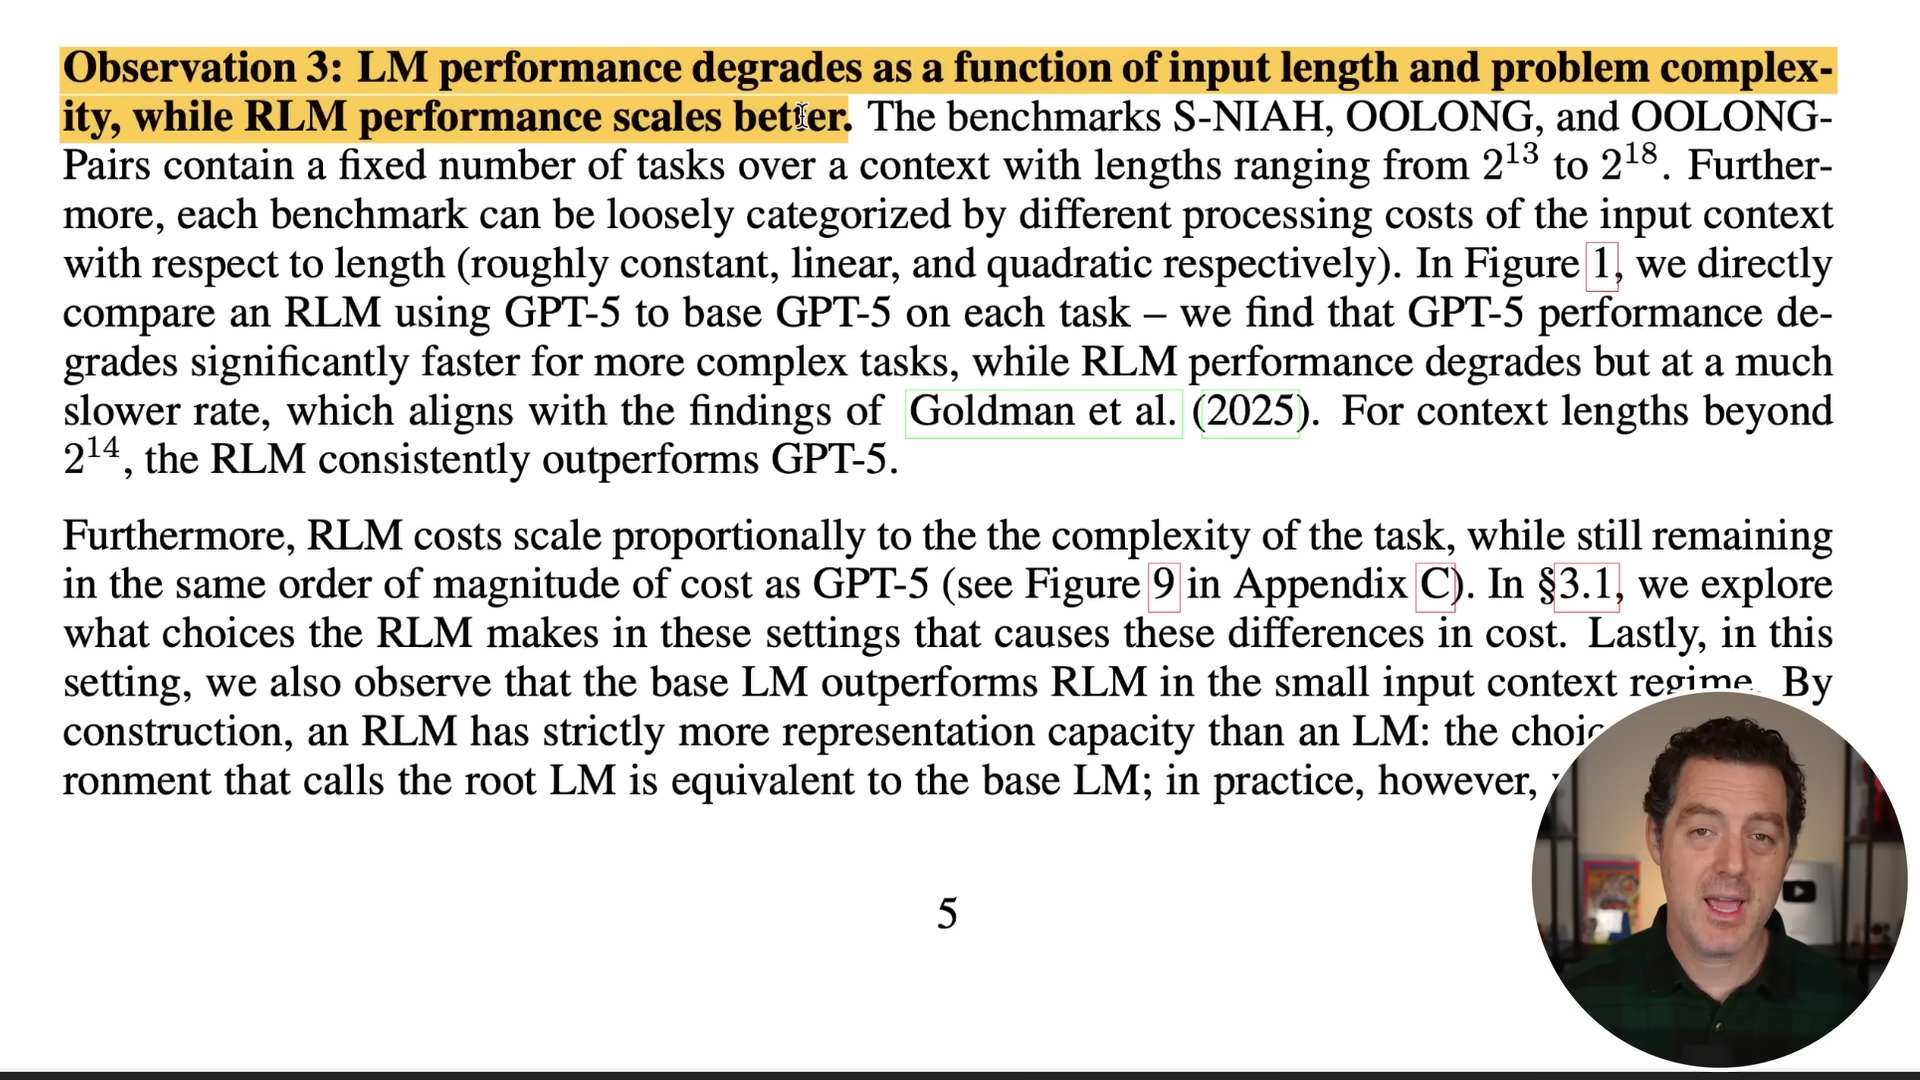 Observation 3: LM performance degrades as a function of input length and problem complex-
ity, while RLM performance scales better. The benchmarks S-NIAH, OOLONG, and OOLONG-
Pairs contain a fixed number of tasks over a context with lengths ranging from 2¹³ to 2¹⁸. Further-
more, each benchmark can be loosely categorized by different processing costs of the input context
with respect to length (roughly constant, linear, and quadratic respectively). In Figure 1, we directly
compare an RLM using GPT-5 to base GPT-5 on each task – we find that GPT-5 performance de-
grades significantly faster for more complex tasks, while RLM performance degrades but at a much
slower rate, which aligns with the findings of Goldman et al. (2025). For context lengths beyond
2¹⁴, the RLM consistently outperforms GPT-5.
Furthermore, RLM costs scale proportionally to the the complexity of the task, while still remaining
in the same order of magnitude of cost as GPT-5 (see Figure 9 in Appendix C). In §3.1, we explore
what choices the RLM makes in these settings that causes these differences in cost. Lastly, in this
setting, we also observe that the base LM outperforms RLM in the small input context regime. By
construction, an RLM has strictly more representation capacity than an LM: the
ronment that calls the root LM is equivalent to the base LM; in practice, however,
5